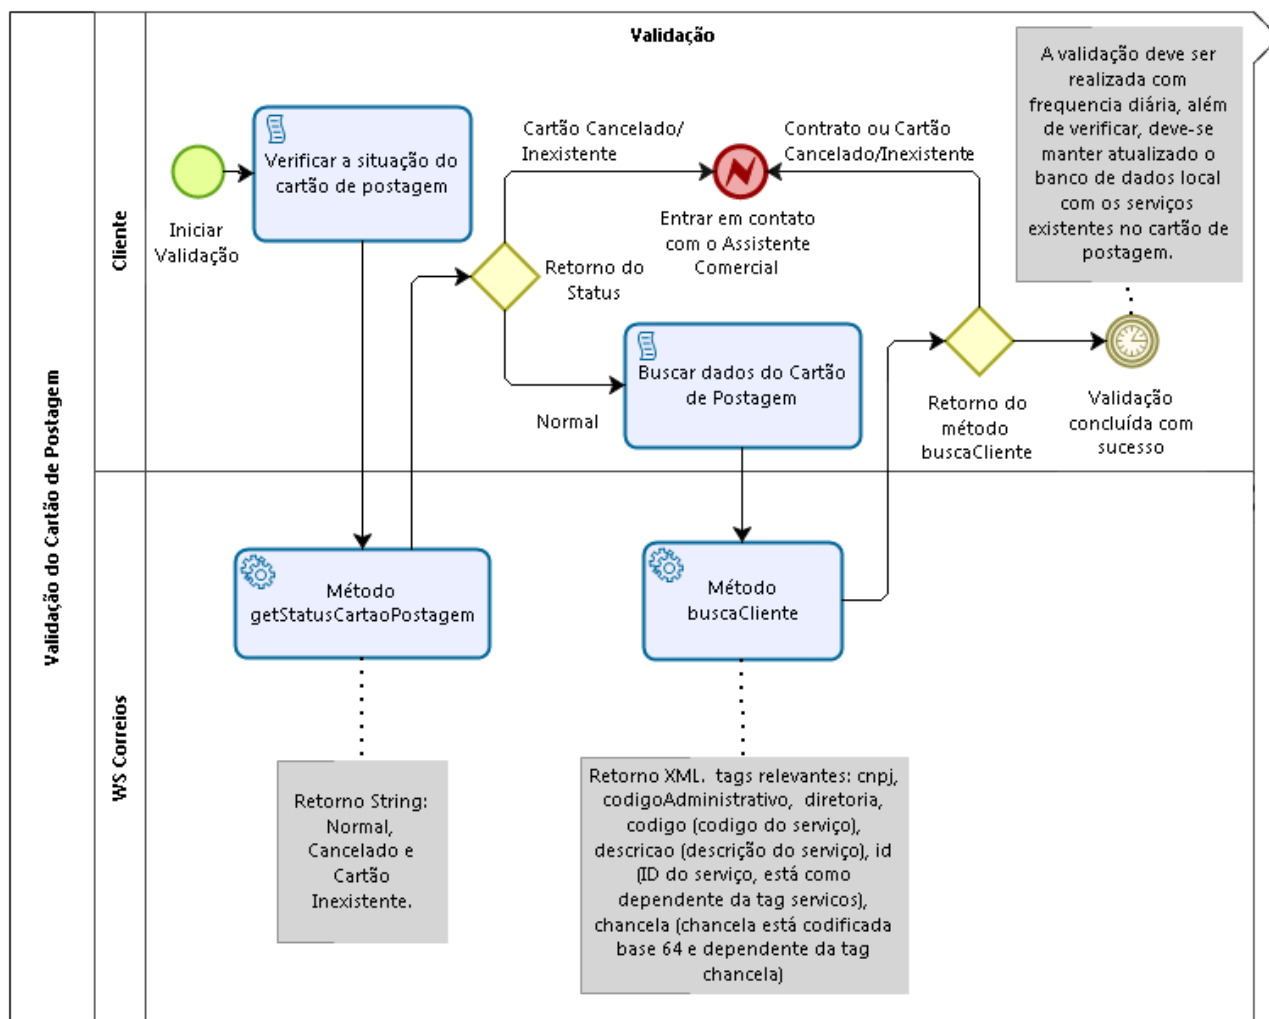 Validação
Validação do Cartão de Postagem
Cliente
WS Correios
Iniciar
Validação
Verificar a situação do
cartão de postagem
Cartão Cancelado/
Inexistente
Contrato ou Cartão
Cancelado/Inexistente
Entrar em contato
com o Assistente
Comercial
Retorno do
Status
Normal
Buscar dados do Cartão
de Postagem
Retorno do
método
buscaCliente
Validação
concluída com
sucesso
A validação deve ser
realizada com
frequencia diária, além
de verificar, deve-se
manter atualizado o
banco de dados local
com os serviços
existentes no cartão de
postagem.
Método
getStatusCartaoPostagem
Método
buscaCliente
Retorno String:
Normal,
Cancelado e
Cartão
Inexistente.
Retorno XML.  tags relevantes: cnpj,
codigoAdministrativo,  diretoria,
codigo (codigo do serviço),
descricao (descrição do serviço), id
(ID do serviço, está como
dependente da tag servicos),
chancela (chancela está codificada
base 64 e dependente da tag
chancela)